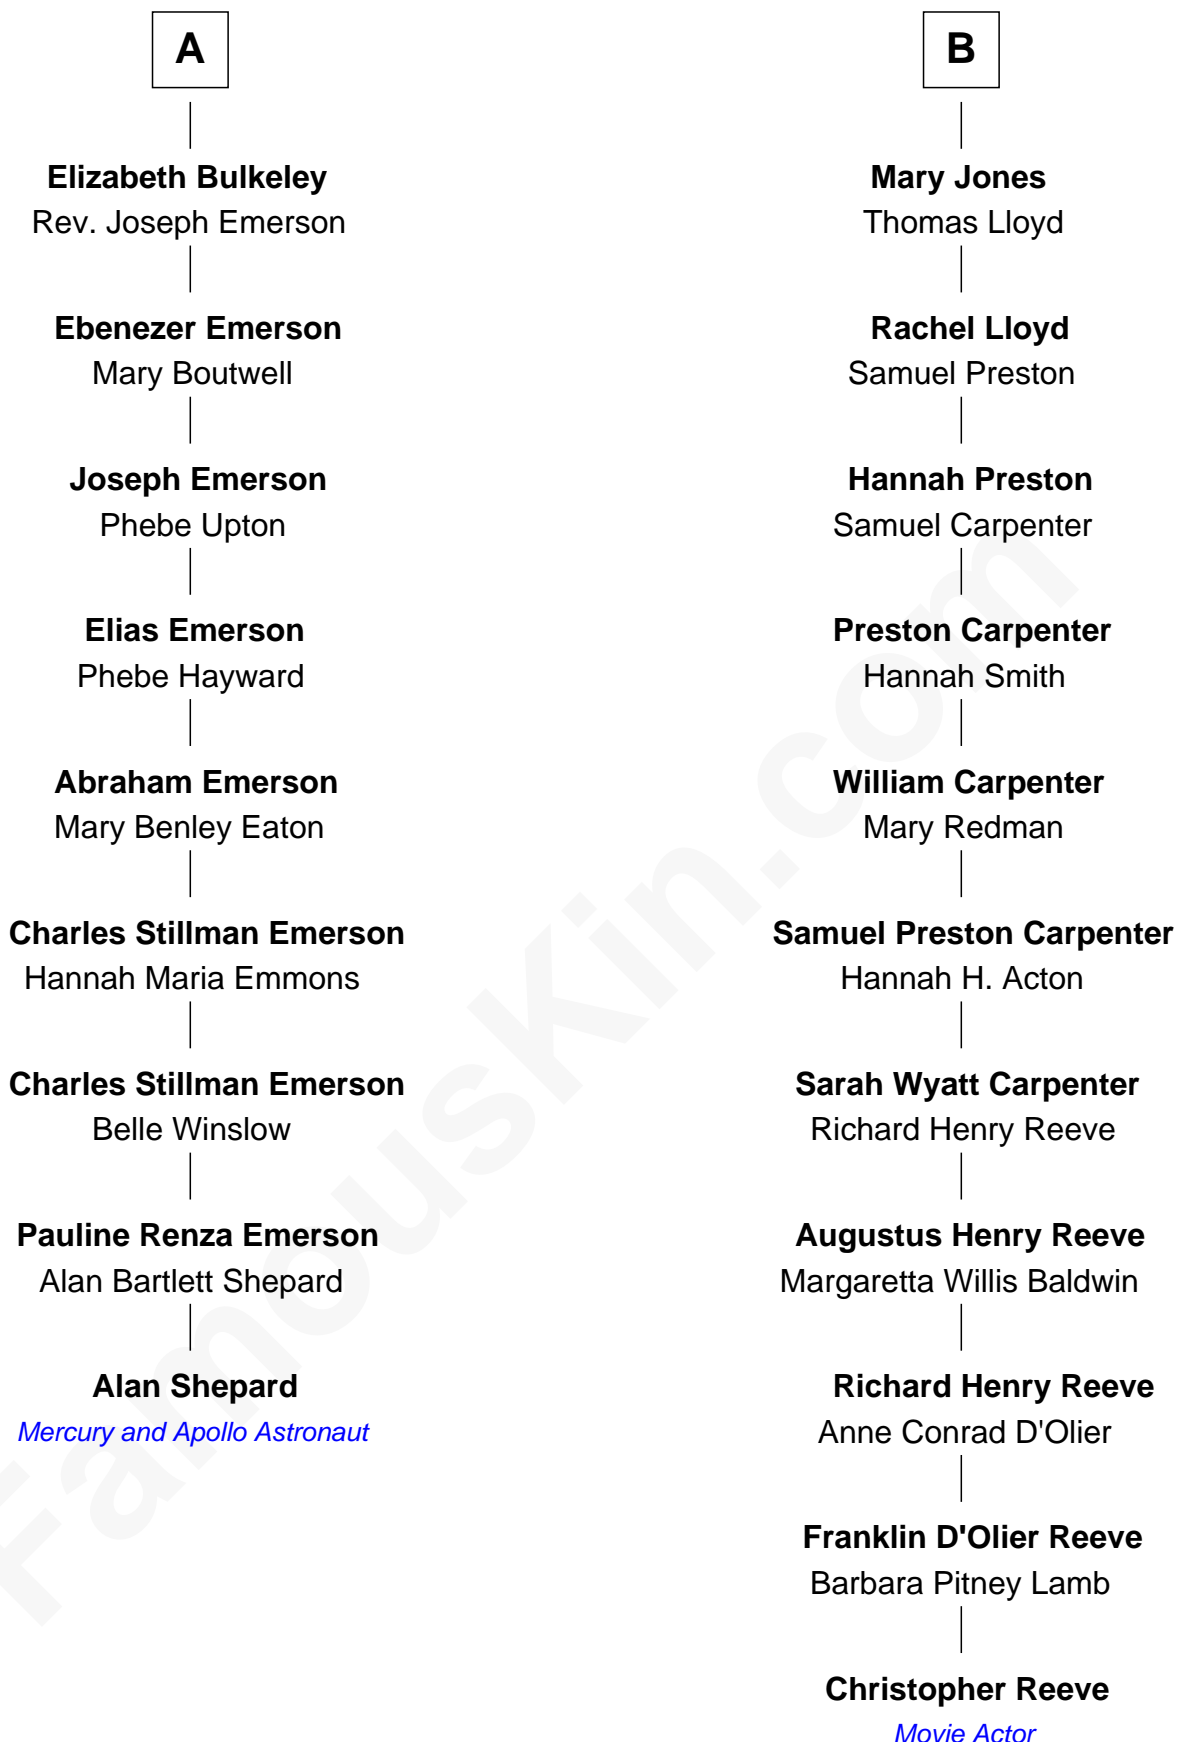 A
Elizabeth Bulkeley
Rev. Joseph Emerson
Ebenezer Emerson
Mary Boutwell
Joseph Emerson
Phebe Upton
Elias Emerson
Phebe Hayward
Abraham Emerson
Mary Benley Eaton
Charles Stillman Emerson
Hannah Maria Emmons
Charles Stillman Emerson
Belle Winslow
Pauline Renza Emerson
Alan Bartlett Shepard
Alan Shepard
Mercury and Apollo Astronaut
B
Mary Jones
Thomas Lloyd
Rachel Lloyd
Samuel Preston
Hannah Preston
Samuel Carpenter
Preston Carpenter
Hannah Smith
William Carpenter
Mary Redman
Samuel Preston Carpenter
Hannah H. Acton
Sarah Wyatt Carpenter
Richard Henry Reeve
Augustus Henry Reeve
Margaretta Willis Baldwin
Richard Henry Reeve
Anne Conrad D'Olier
Franklin D'Olier Reeve
Barbara Pitney Lamb
Christopher Reeve
Movie Actor
FamousKin.com